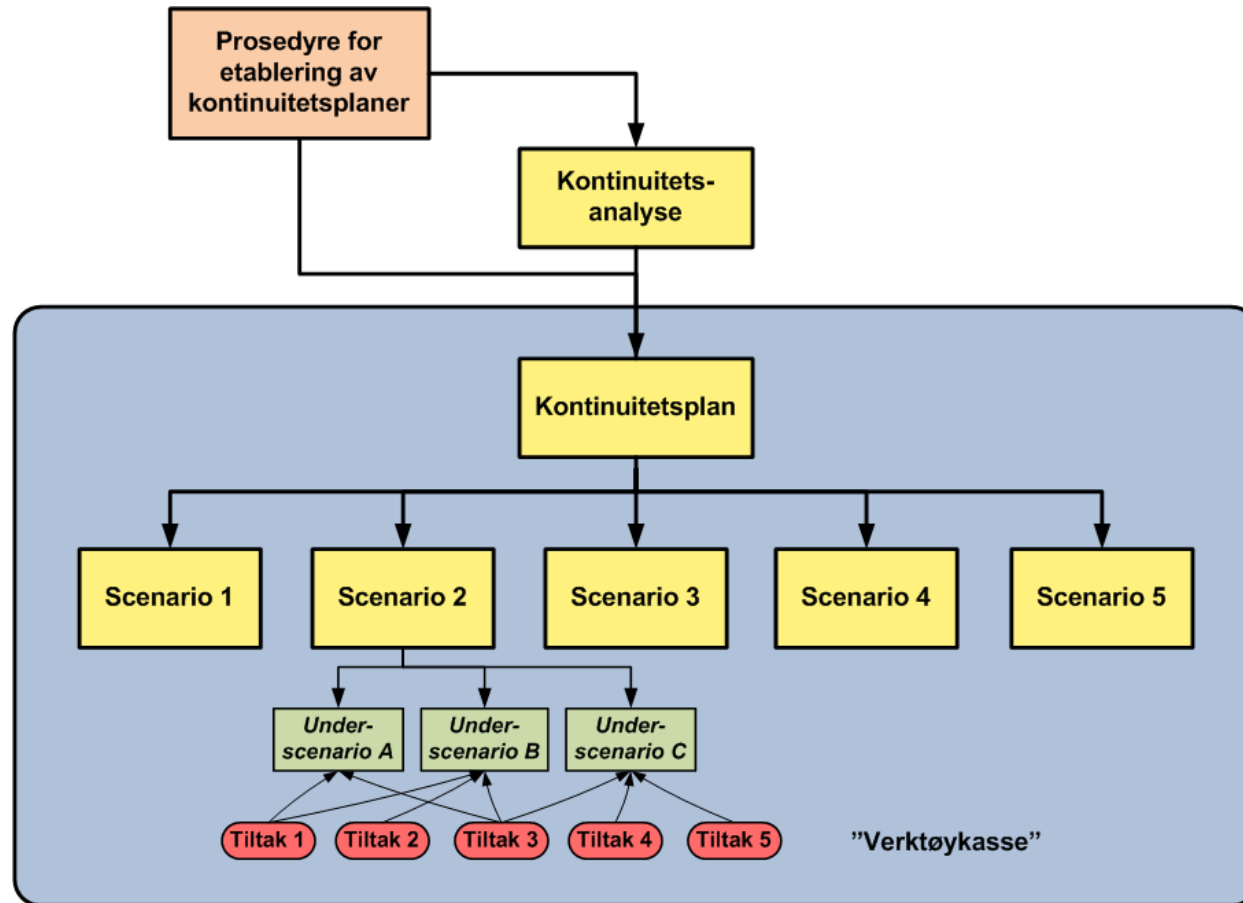 Prosedyre for
etablering av
kontinuitetsplaner
Kontinuitets-
analyse
Kontinuitetsplan
Scenario 1
Scenario 2
Scenario 3
Scenario 4
Scenario 5
Under-
scenario A
Under-
scenario B
Under-
scenario C
Tiltak 1
Tiltak 2
Tiltak 3
Tiltak 4
Tiltak 5
”Verktøykasse”